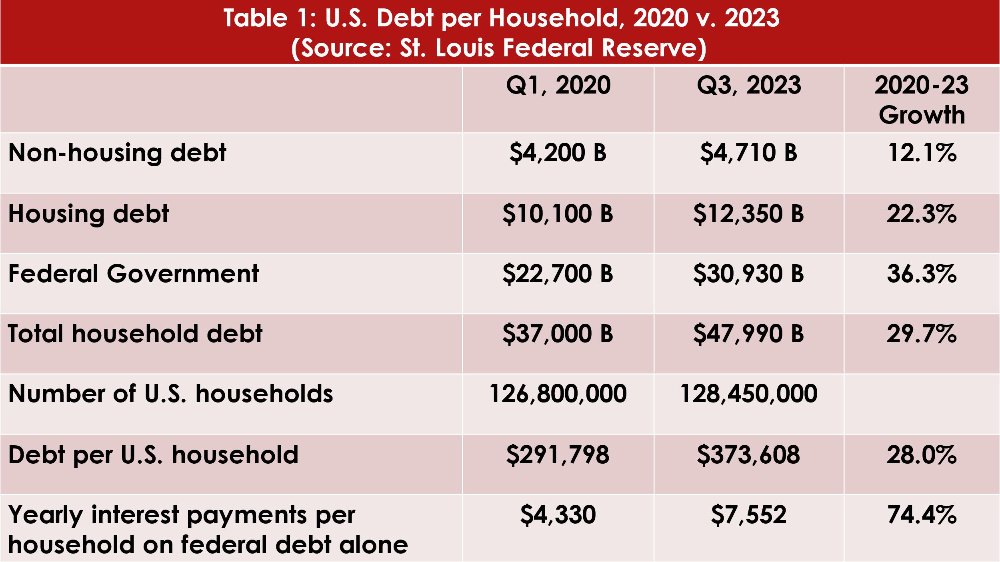 Table 1: U.S. Debt per Household, 2020 v. 2023
(Source: St. Louis Federal Reserve)
Q1, 2020 Q3, 2023 2020-23
Growth
Non-housing debt $4,200 B $4,710 B 12.1%
Housing debt $10,100 B $12,350 B 22.3%
Federal Government $22,700 B $30,930 B 36.3%
Total household debt $37,000 B $47,990 B 29.7%
Number of U.S. households 126,800,000 128,450,000
Debt per U.S. household $291,798 $373,608 28.0%
Yearly interest payments per $4,330 $7,552 74.4%
household on federal debt alone